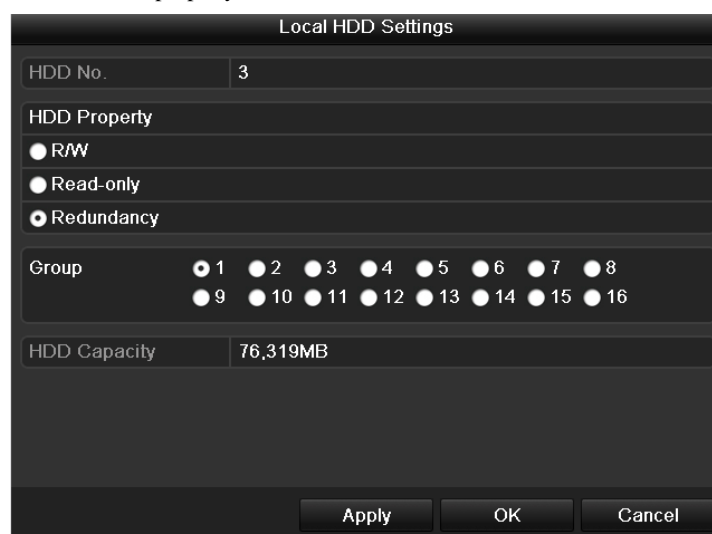 Local HDD Settings
HDD No. 3
HDD Property
R/W
Read-only
Redundancy
Group 1 2 3 4 5 6 7 8
9 10 11 12 13 14 15 16
HDD Capacity 76,319MB
Apply OK Cancel